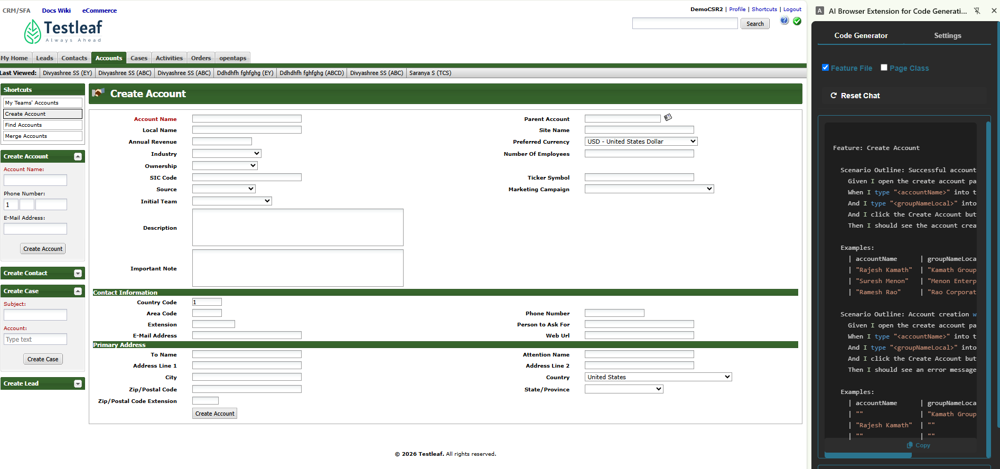 CRM/SFA Docs Wiki eCommerce
DemoCSR2 | Profile | Shortcuts | Logout
Testleaf
Always Ahead
Search
My Home Leads Contacts Accounts Cases Activities Orders opentaps
Last Viewed: Divyashree SS (EY) Divyashree SS (ABC) Divyashree SS (ABC) Ddhdhfh fghfghg (EY) Ddhdhfh fghfghg (ABCD) Divyashree SS (ABC) Saranya S (TCS)
Shortcuts
My Teams' Accounts
Create Account
Find Accounts
Merge Accounts
Create Account
Account Name:
Phone Number:
1
E-Mail Address:
Create Account
Create Contact
Create Case
Subject:
Account:
Type text
Create Case
Create Lead
Create Account
Account Name Parent Account
Local Name Site Name
Annual Revenue Preferred Currency USD - United States Dollar
Industry Number Of Employees
Ownership
SIC Code Ticker Symbol
Source Marketing Campaign
Initial Team
Description
Important Note
Contact Information
Country Code 1
Area Code Phone Number
Extension Person to Ask For
E-Mail Address Web Url
Primary Address
To Name Attention Name
Address Line 1 Address Line 2
City Country United States
Zip/Postal Code State/Province
Zip/Postal Code Extension
Create Account
© 2026 Testleaf. All rights reserved.
A AI Browser Extension for Code Generati...
Code Generator Settings
Feature File Page Class
Reset Chat
Feature: Create Account
Scenario Outline: Successful account
Given I open the create account pa
When I type "<accountName>" into t
And I type "<groupNameLocal>" into
And I click the Create Account but
Then I should see the account crea
Examples:
| accountName | groupNameLoca
| "Rajesh Kamath" | "Kamath Group
| "Suresh Menon" | "Menon Enterp
| "Ramesh Rao" | "Rao Corporat
Scenario Outline: Account creation w
Given I open the create account pa
When I type "<accountName>" into t
And I type "<groupNameLocal>" into
And I click the Create Account but
Then I should see an error message
Examples:
| accountName | groupNameLoca
| "" | "Kamath Group
| "Rajesh Kamath" | ""
| "" | ""
Copy